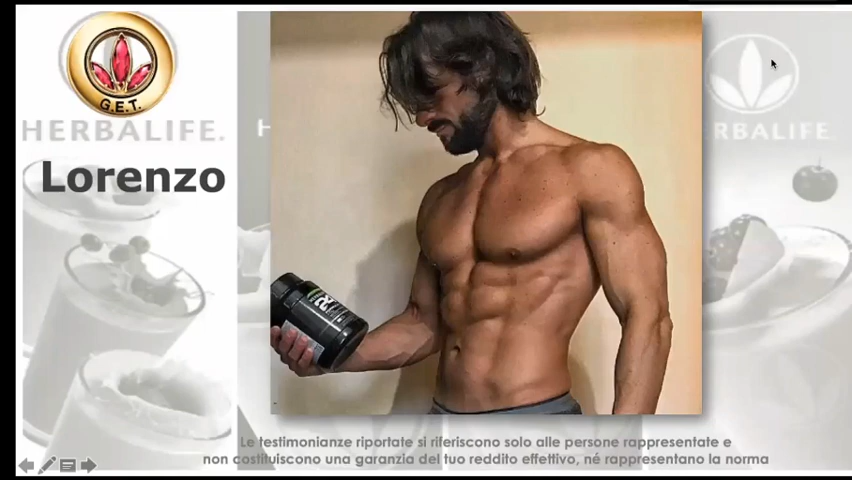 G.E.T.
HERBALIFE.
H
RBALIFE
Lorenzo
Le testimonianze riportate si riferiscono solo alle persone rappresentate e
non costituiscono una garanzia del tuo reddito effettivo, né rappresentano la norma